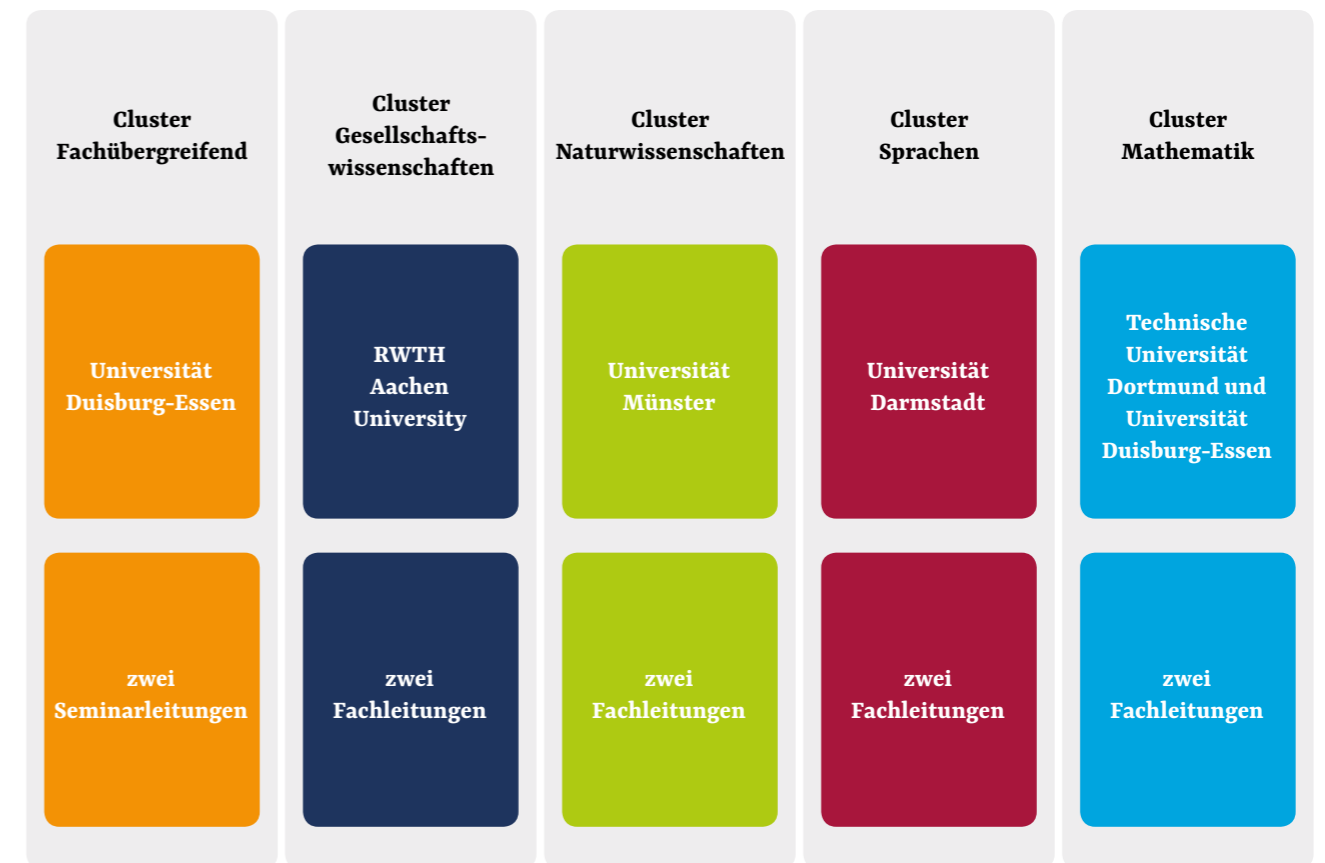 Cluster
Fachübergreifend
Cluster
Gesellschafts-
wissenschaften
Cluster
Naturwissenschaften
Cluster
Sprachen
Cluster
Mathematik
Universität
Duisburg-Essen
RWTH
Aachen
University
Universität
Münster
Universität
Darmstadt
Technische
Universität
Dortmund und
Universität
Duisburg-Essen
zwei
Seminarleitungen
zwei
Fachleitungen
zwei
Fachleitungen
zwei
Fachleitungen
zwei
Fachleitungen